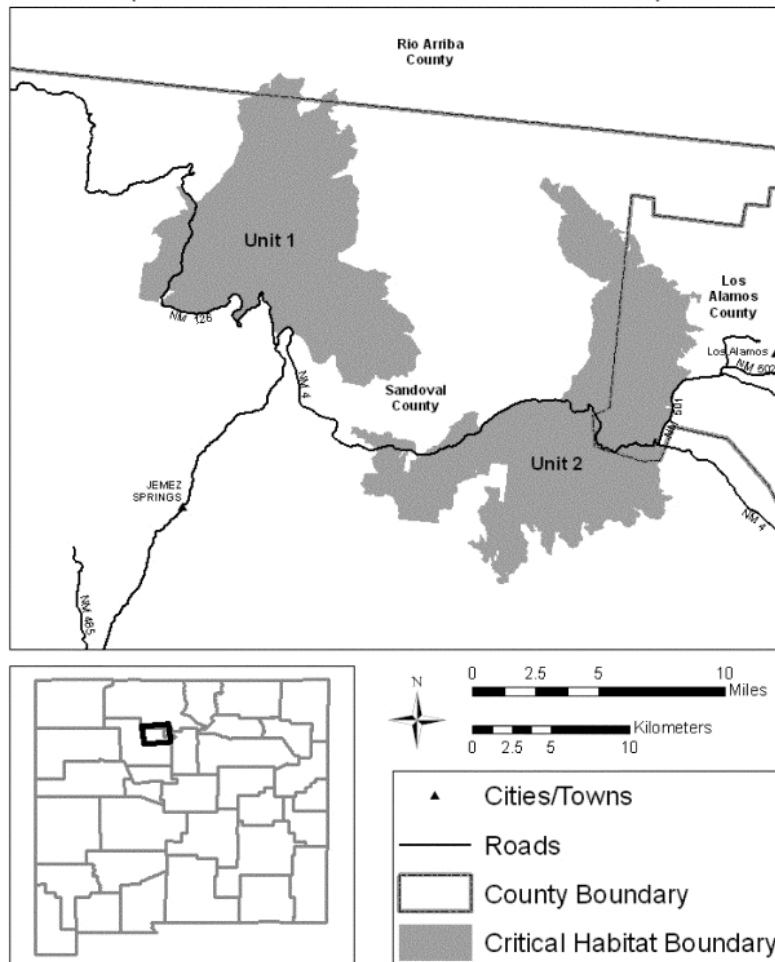 Rio Arriba
County
Unit 1
Los
Alamos
County
NM 126
Los Alamos
NM 502
NM 4
Sandoval
County
501
NM
Unit 2
JEMEZ
SPRINGS
NM 4
NM 485
N
0 2.5 5 10
Miles
Kilometers
0 2.5 5 10
Cities/Towns
Roads
County Boundary
Critical Habitat Boundary